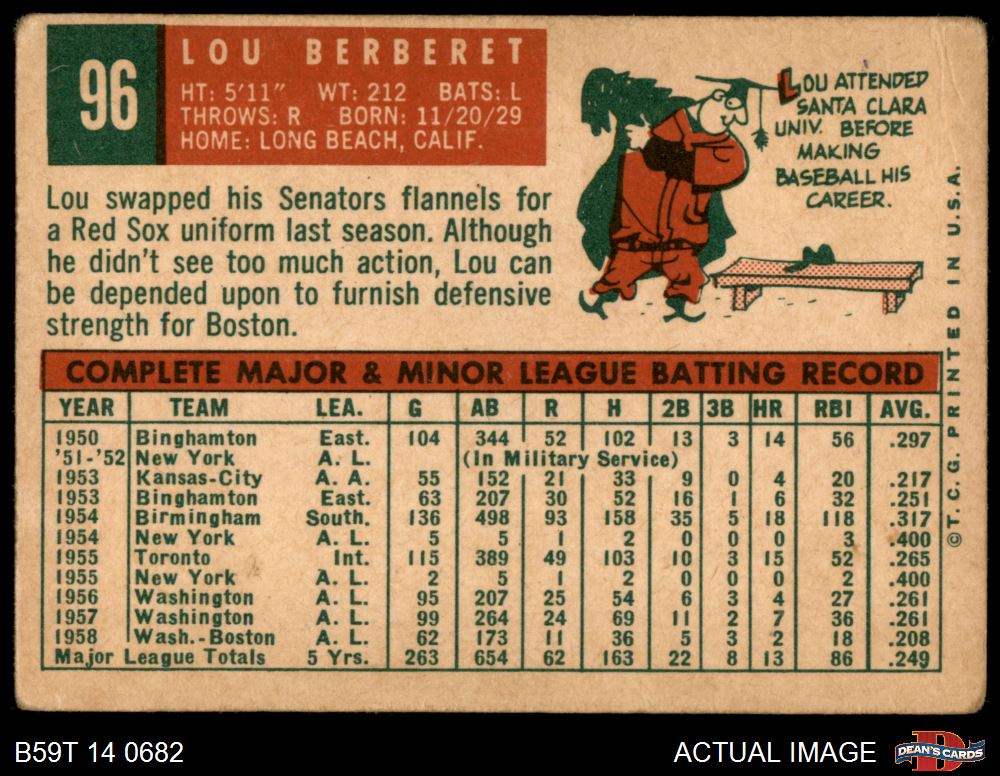 96
LOU BERBERET
HT: 5'11" WT: 212 BATS: L
THROWS: R BORN: 11/20/29
HOME: LONG BEACH, CALIF.
LOU ATTENDED
SANTA CLARA
UNIV. BEFORE
MAKING
BASEBALL HIS
CAREER.
Lou swapped his Senators flannels for
a Red Sox uniform last season. Although
he didn't see too much action, Lou can
be depended upon to furnish defensive
strength for Boston.
COMPLETE MAJOR & MINOR LEAGUE BATTING RECORD
YEAR TEAM LEA. G AB R H 2B 3B HR RBI AVG.
1950 Binghamton East. 104 344 52 102 13 3 14 56 .297
'51-'52 New York A. L. (In Military Service)
1953 Kansas-City A. A. 55 152 21 33 9 0 4 20 .217
1953 Binghamton East. 63 207 30 52 16 1 6 32 .251
1954 Birmingham South. 136 498 93 158 35 5 18 118 .317
1954 New York A. L. 5 5 1 2 0 0 0 3 .400
1955 Toronto Int. 115 389 49 103 10 3 15 52 .265
1955 New York A. L. 2 5 1 2 0 0 0 2 .400
1956 Washington A. L. 95 207 25 54 6 3 4 27 .261
1957 Washington A. L. 99 264 24 69 11 2 7 36 .261
1958 Wash.-Boston A. L. 62 173 11 36 5 3 2 18 .208
Major League Totals 5 Yrs. 263 654 62 163 22 8 13 86 .249
©T. C. G. PRINTED IN U.S.A.
B59T 14 0682
ACTUAL IMAGE
D
DEAN'S CARDS